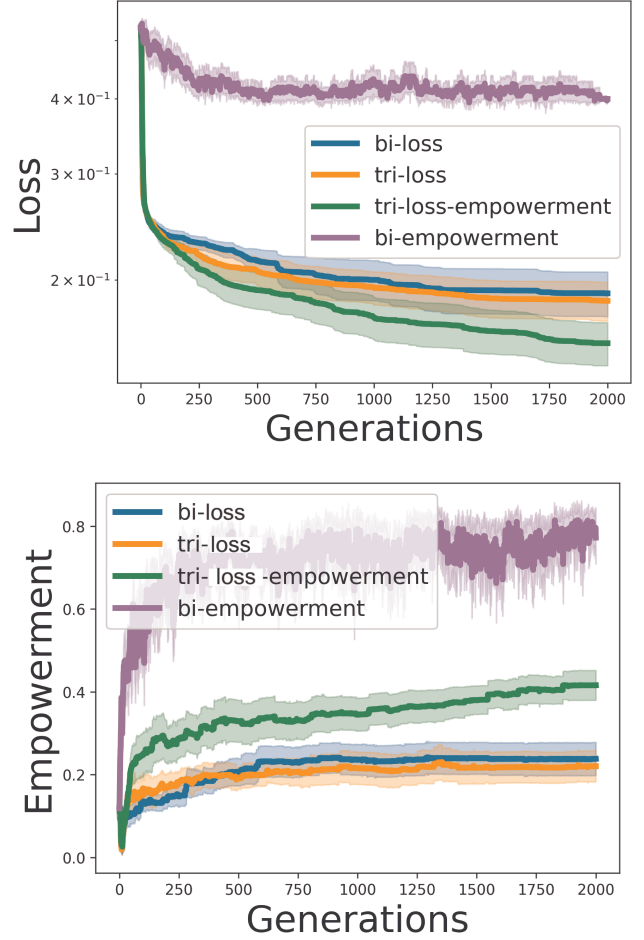 4 × 10⁻¹
3 × 10⁻¹
2 × 10⁻¹
Loss
bi-loss
tri-loss
tri-loss-empowerment
bi-empowerment
0 250 500 750 1000 1250 1500 1750 2000
Generations
0.8
0.6
0.4
0.2
0.0
Empowerment
bi-loss
tri-loss
tri- loss -empowerment
bi-empowerment
0 250 500 750 1000 1250 1500 1750 2000
Generations